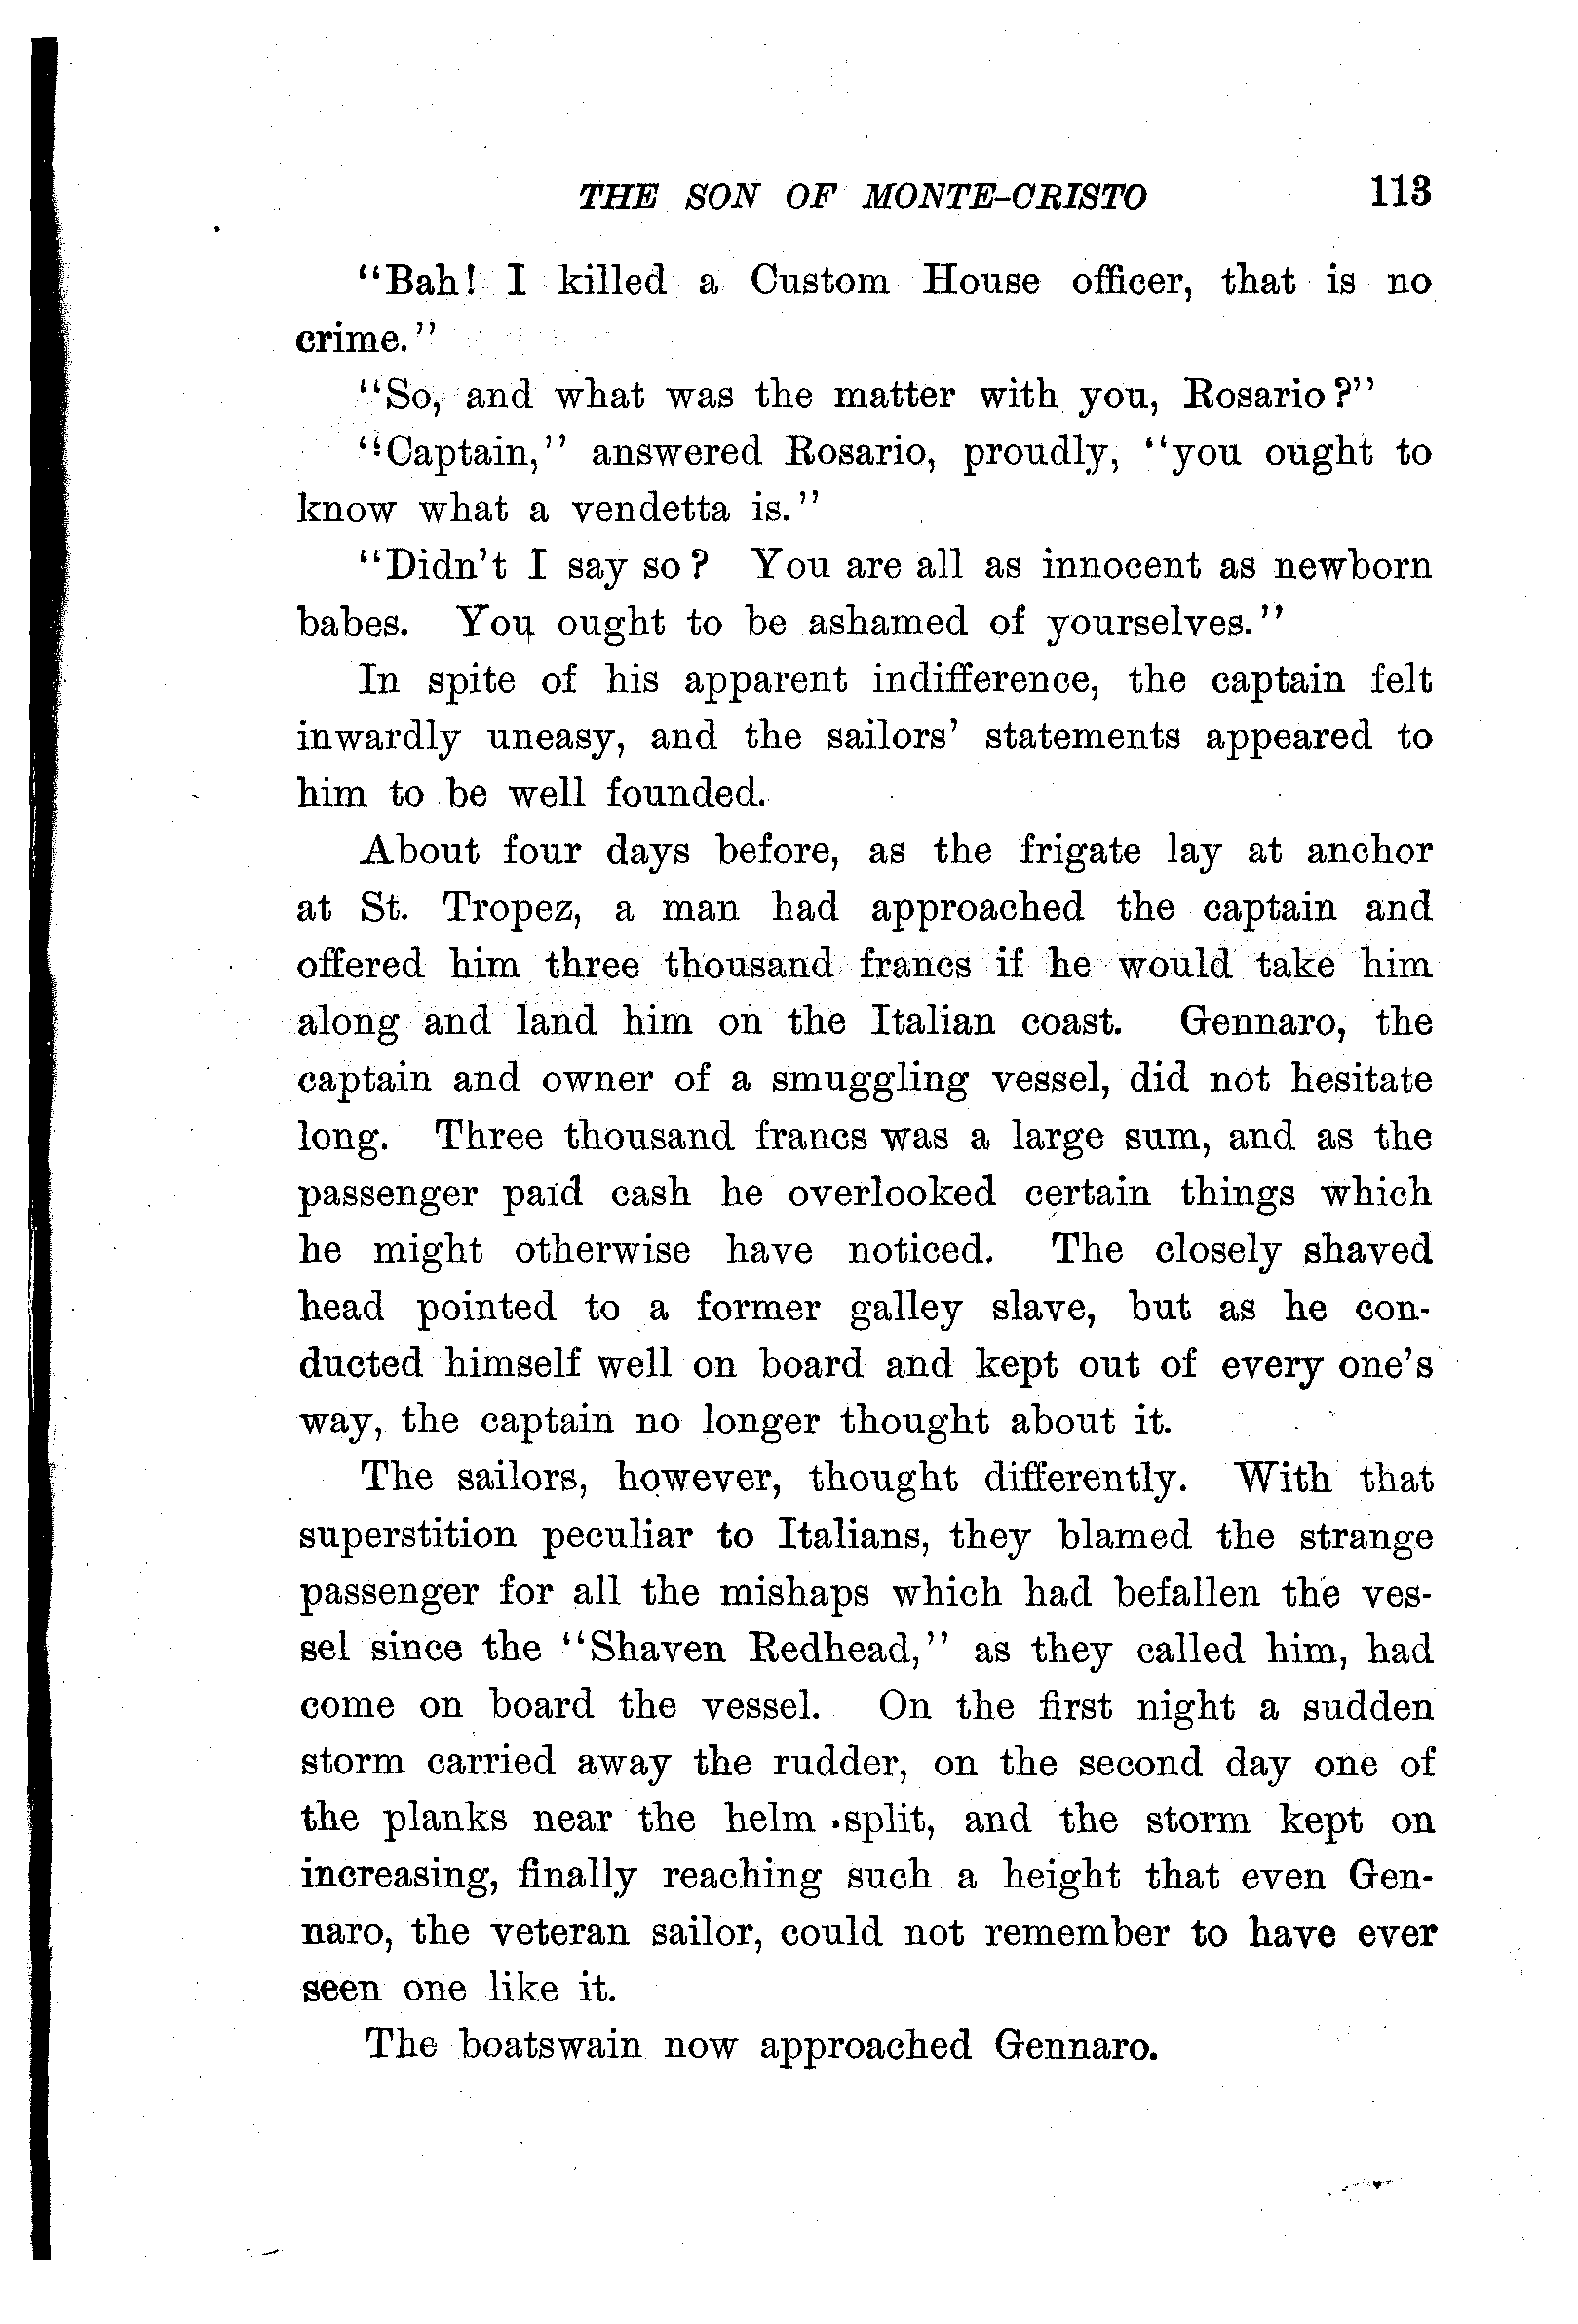 THE SON OF MONTE-CRISTO 113
"Bah! I killed a Custom House officer, that is no
crime."
"So, and what was the matter with you, Rosario?"
"Captain," answered Rosario, proudly, "you ought to
know what a vendetta is."
"Didn't I say so? You are all as innocent as newborn
babes. You ought to be ashamed of yourselves."
In spite of his apparent indifference, the captain felt
inwardly uneasy, and the sailors' statements appeared to
him to be well founded.
About four days before, as the frigate lay at anchor
at St. Tropez, a man had approached the captain and
offered him three thousand francs if he would take him
along and land him on the Italian coast. Gennaro, the
captain and owner of a smuggling vessel, did not hesitate
long. Three thousand francs was a large sum, and as the
passenger paid cash he overlooked certain things which
he might otherwise have noticed. The closely shaved
head pointed to a former galley slave, but as he con-
ducted himself well on board and kept out of every one's
way, the captain no longer thought about it.
The sailors, however, thought differently. With that
superstition peculiar to Italians, they blamed the strange
passenger for all the mishaps which had befallen the ves-
sel since the "Shaven Redhead," as they called him, had
come on board the vessel. On the first night a sudden
storm carried away the rudder, on the second day one of
the planks near the helm split, and the storm kept on
increasing, finally reaching such a height that even Gen-
naro, the veteran sailor, could not remember to have ever
seen one like it.
The boatswain now approached Gennaro.